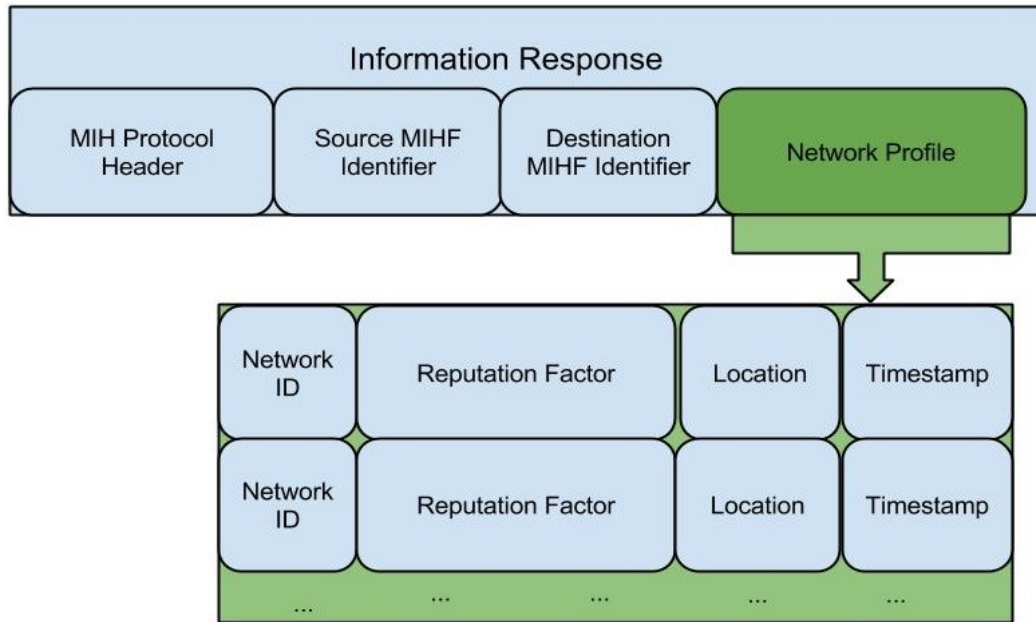 Information Response
MIH Protocol
Header
Source MIHF
Identifier
Destination
MIHF Identifier
Network Profile
Network
ID
Reputation Factor
Location
Timestamp
Network
ID
Reputation Factor
Location
Timestamp
... ... ... ... ...